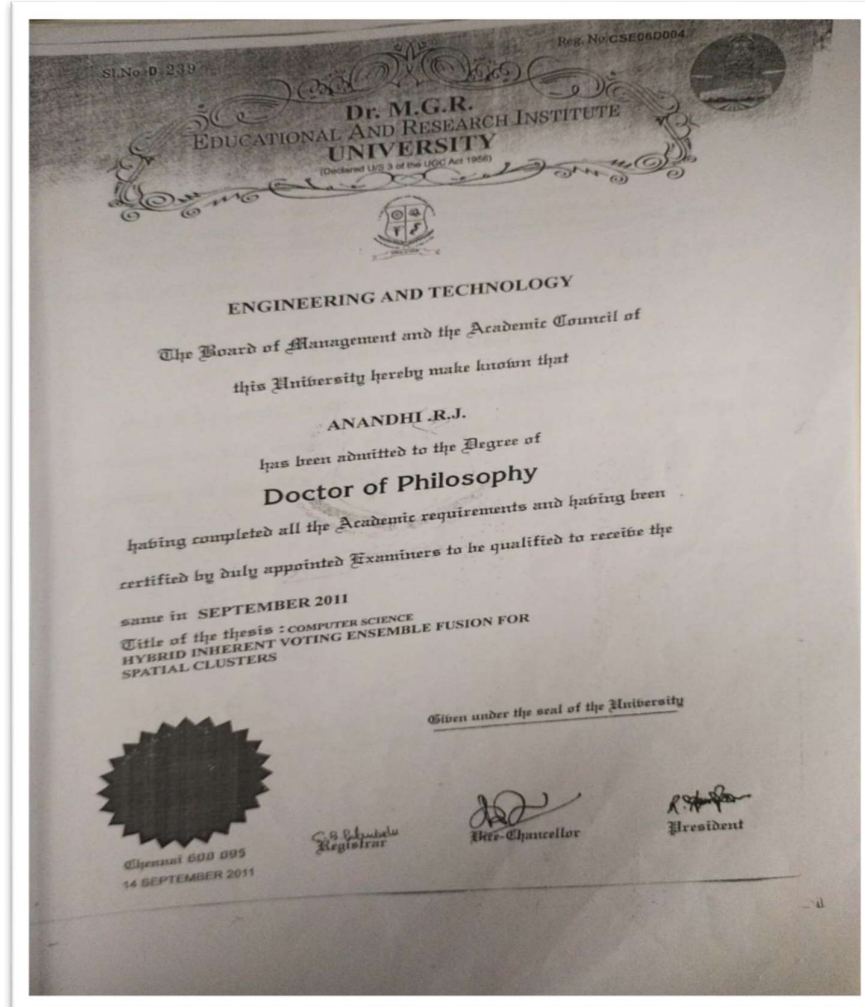 Sl.No D 239
Reg. No CSE06D004
Dr. M.G.R.
EDUCATIONAL AND RESEARCH INSTITUTE
UNIVERSITY
(Declared U/S 3 of the UGC Act 1956)
ENGINEERING AND TECHNOLOGY
The Board of Management and the Academic Council of
this University hereby make known that
ANANDHI .R.J.
has been admitted to the Degree of
Doctor of Philosophy
having completed all the Academic requirements and having been
certified by duly appointed Examiners to be qualified to receive the
same in SEPTEMBER 2011
Title of the thesis : COMPUTER SCIENCE
HYBRID INHERENT VOTING ENSEMBLE FUSION FOR
SPATIAL CLUSTERS
Given under the seal of the University
Registrar
Vice-Chancellor
President
Chennai 600 095
14 SEPTEMBER 2011